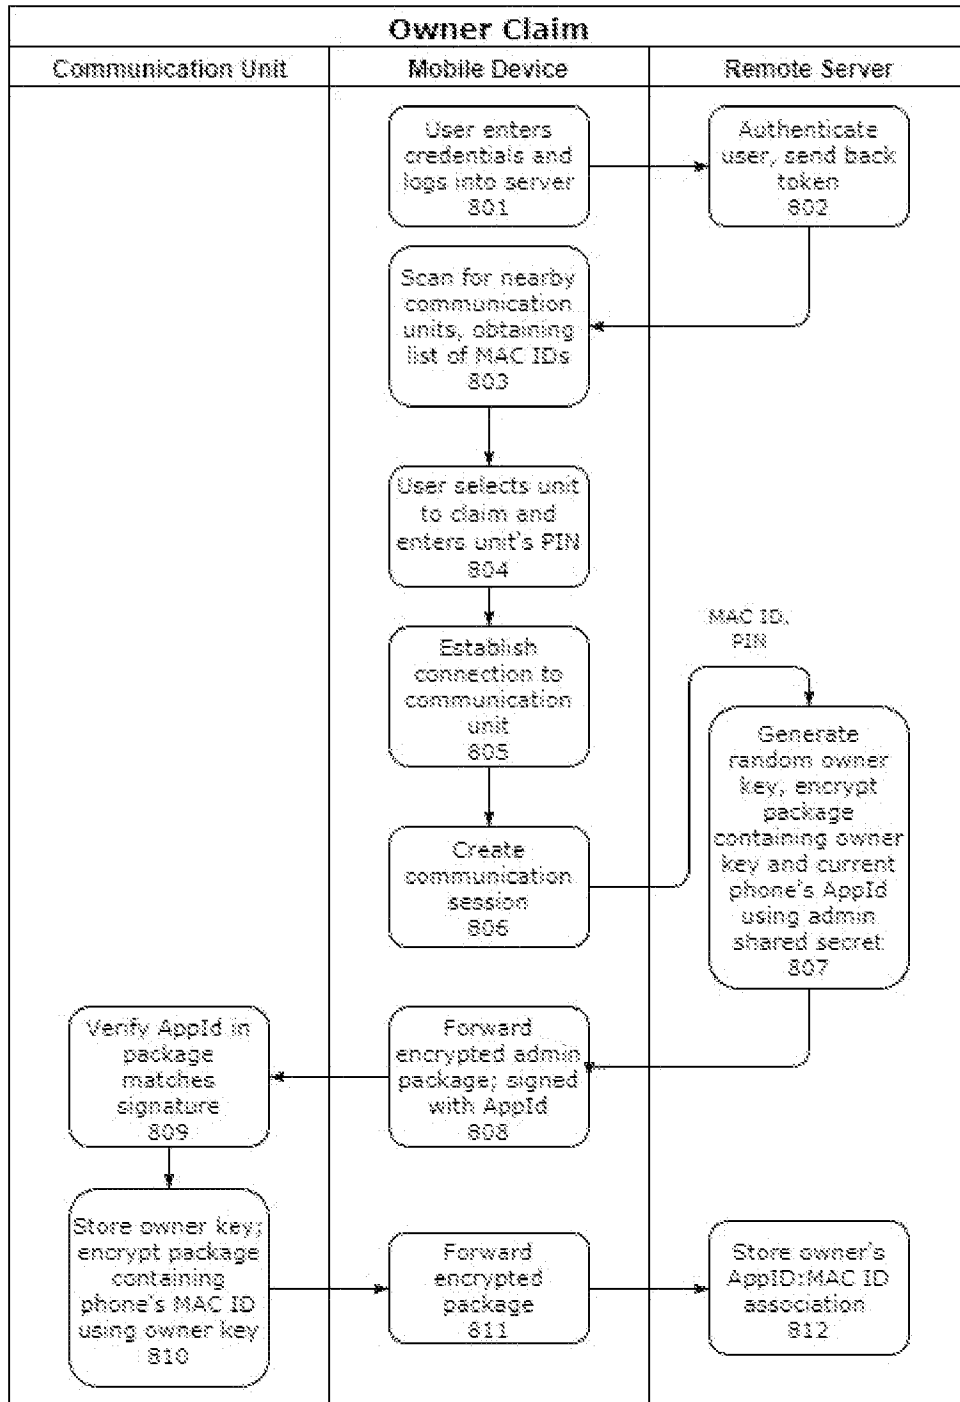 Owner Claim
Communication Unit
Mobile Device
Remote Server
User enters
credentials and
logs into server
801
Authenticate
user, send back
token
802
Scan for nearby
communication
units, obtaining
list of MAC IDs
803
User selects unit
to claim and
enters unit's PIN
804
Establish
connection to
communication
unit
805
Create
communication
session
806
MAC ID,
PIN
Generate
random owner
key, encrypt
package
containing owner
key and current
phone's AppId
using admin
shared secret
807
Forward
encrypted admin
package; signed
with AppId
808
Verify AppId in
package
matches
signature
809
Store owner key;
encrypt package
containing
phone's MAC ID
using owner key
810
Forward
encrypted
package
811
Store owner's
AppID:MAC ID
association
812